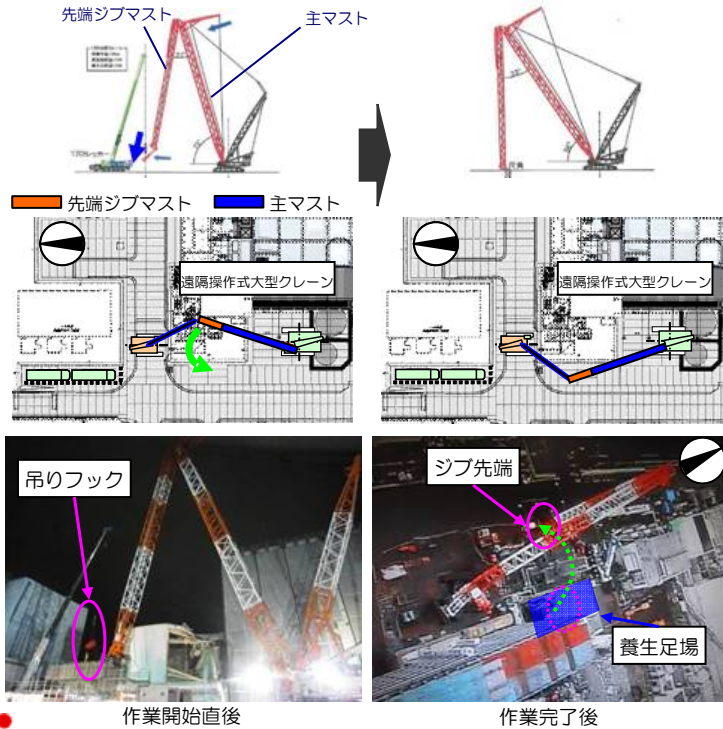 先端ジブマスト
主マスト
先端ジブマスト
主マスト
遠隔操作式大型クレーン
遠隔操作式大型クレーン
吊りフック
ジブ先端
養生足場
作業開始直後
作業完了後